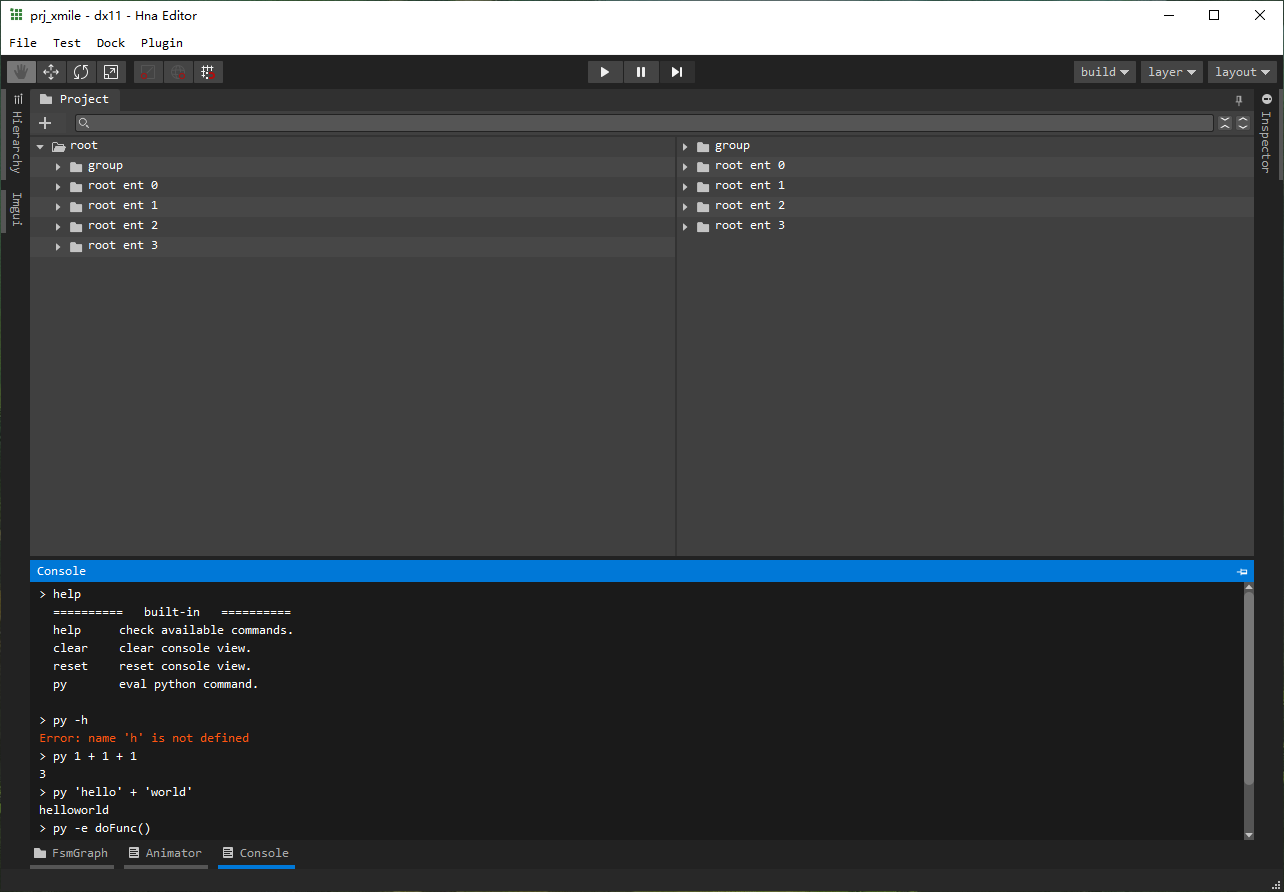 prj_xmile - dx11 - Hna Editor
File Test Dock Plugin
build layer layout
Hierarchy
Imgui
Project
Inspector
root
group
root ent 0
root ent 1
root ent 2
root ent 3
group
root ent 0
root ent 1
root ent 2
root ent 3
Console
> help
========== built-in ==========
help check available commands.
clear clear console view.
reset reset console view.
py eval python command.
> py -h
Error: name 'h' is not defined
> py 1 + 1 + 1
3
> py 'hello' + 'world'
helloworld
> py -e doFunc()
FsmGraph Animator Console